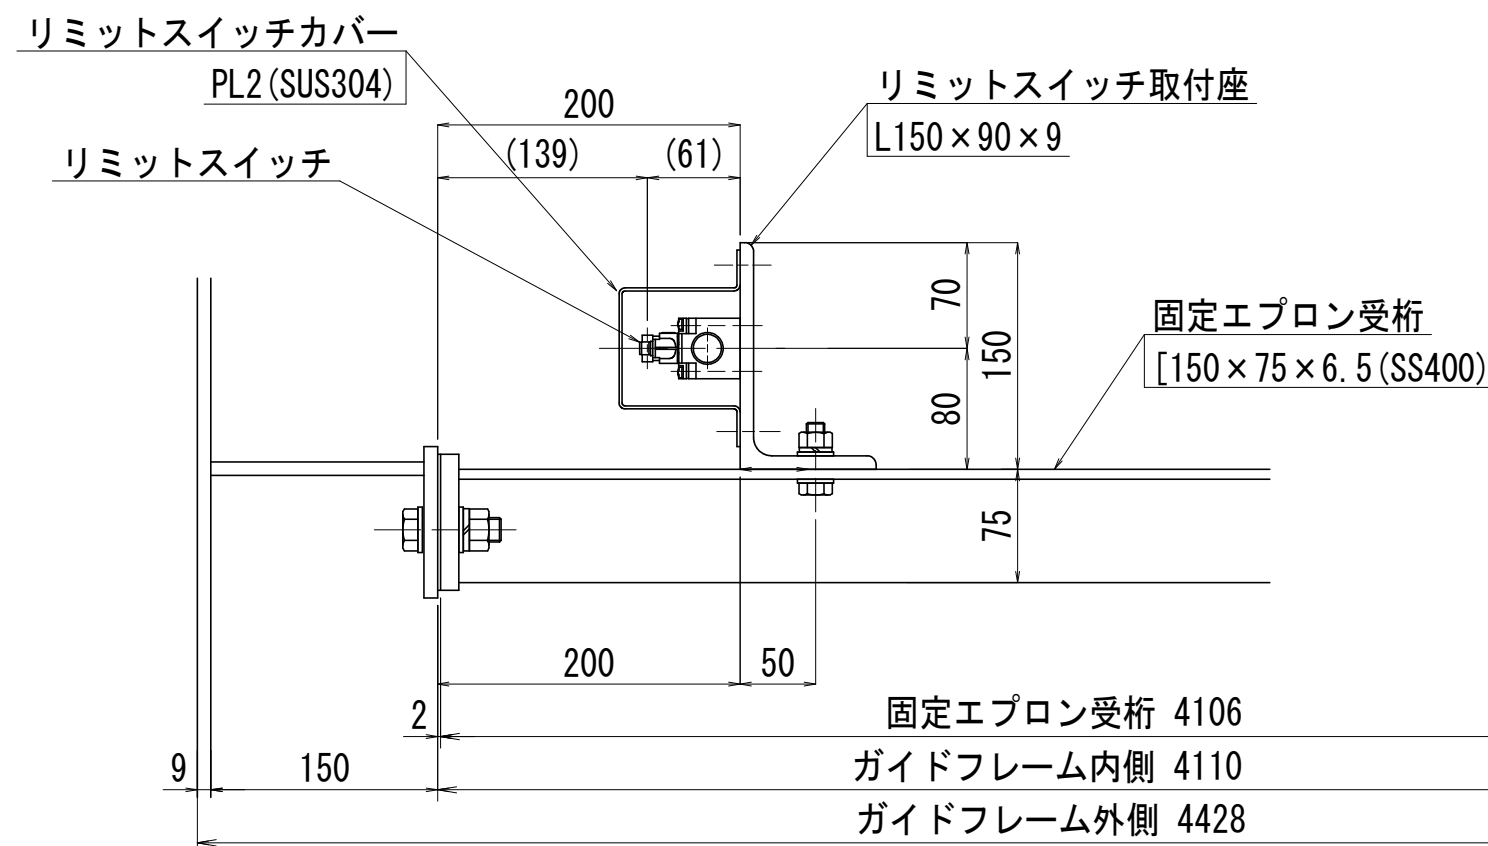 リミットスイッチカバー
PL2(SUS304)
リミットスイッチ取付座
L150×90×9
200
(139)
(61)
リミットスイッチ
70
150
80
固定エプロン受桁
[150×75×6.5(SS400)
75
200
50
2
固定エプロン受桁 4106
9
150
ガイドフレーム内側 4110
ガイドフレーム外側 4428